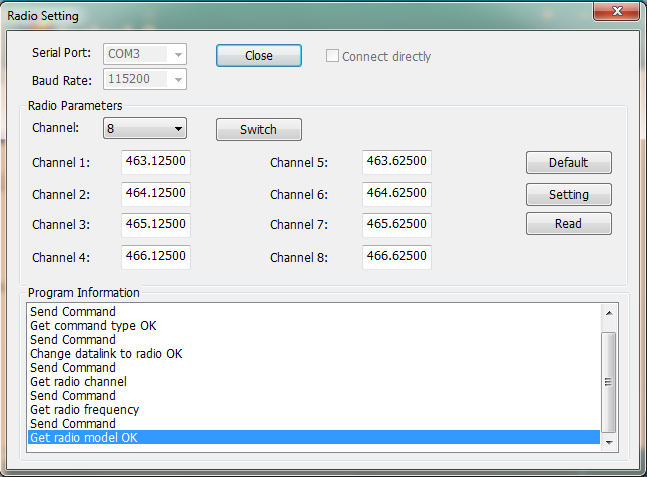 Radio Setting
Serial Port: COM3 Close Connect directly
Baud Rate: 115200
Radio Parameters
Channel: 8 Switch
Channel 1: 463.12500 Channel 5: 463.62500 Default
Channel 2: 464.12500 Channel 6: 464.62500 Setting
Channel 3: 465.12500 Channel 7: 465.62500 Read
Channel 4: 466.12500 Channel 8: 466.62500
Program Information
Send Command
Get command type OK
Send Command
Change datalink to radio OK
Send Command
Get radio channel
Send Command
Get radio frequency
Send Command
Get radio model OK